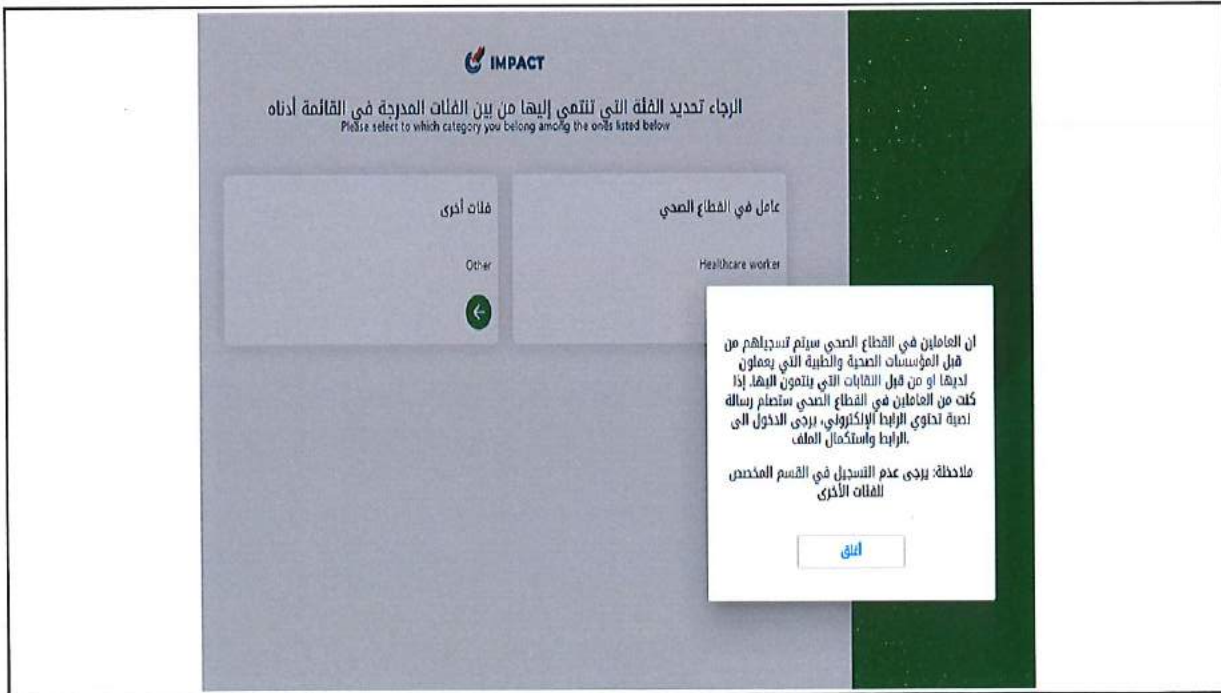 IMPACT
الرجاء تحديد الفئة التي تنتمي إليها من بين الفئات المدرجة في القائمة أدناه
Please select to which category you belong among the ones listed below
عامل في القطاع الصحي
Healthcare worker
فئات أخرى
Other
ان العاملين في القطاع الصحي سيتم تسجيلهم من
قبل المؤسسات الصحية والطبية التي يعملون
لديها او من قبل النقابات التي ينتمون اليها. إذا
كنت من العاملين في القطاع الصحي ستصلم رسالة
نصية تحتوي الرابط الإلكتروني، يرجى الدخول الى
.الرابط واستكمال الملف
ملاحظة: يرجى عدم التسجيل في القسم المخصص
للفئات الأخرى
أغلق